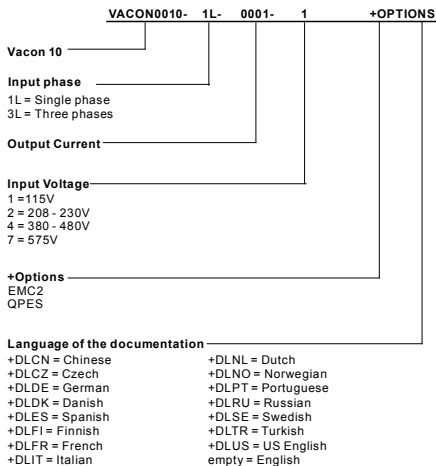 VACON0010- 1L- 0001- 1 +OPTIONS
Vacon 10
Input phase
1L = Single phase
3L = Three phases
Output Current
Input Voltage
1 =115V
2 = 208 - 230V
4 = 380 - 480V
7 = 575V
+Options
EMC2
QPES
Language of the documentation
+DLCN = Chinese +DLNL = Dutch
+DLCZ = Czech +DLNO = Norwegian
+DLDE = German +DLPT = Portuguese
+DLDK = Danish +DLRU = Russian
+DLES = Spanish +DLSE = Swedish
+DLFI = Finnish +DLTR = Turkish
+DLFR = French +DLUS = US English
+DLIT = Italian empty = English